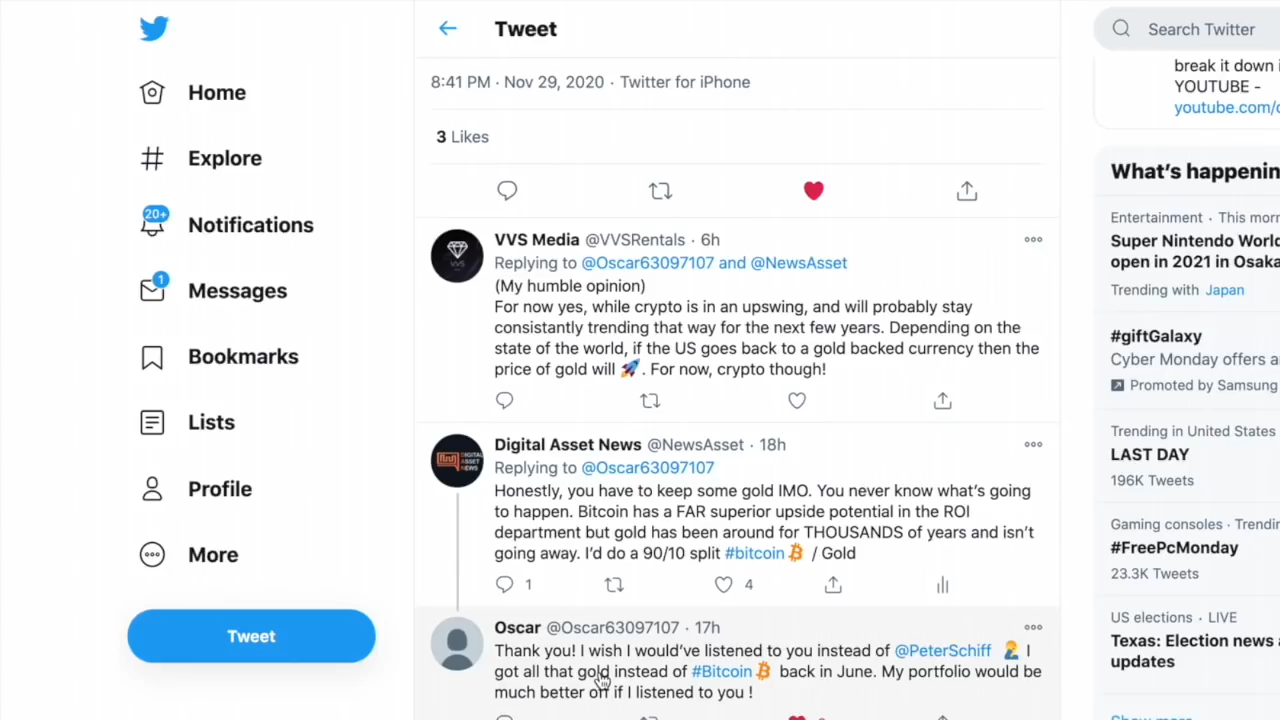 Tweet
Search Twitter
8:41 PM · Nov 29, 2020 · Twitter for iPhone
3 Likes
Home
Explore
20+
Notifications
1
Messages
Bookmarks
Lists
Profile
More
Tweet
VVS Media @VVSRentals · 6h
Replying to @Oscar63097107 and @NewsAsset
(My humble opinion)
For now yes, while crypto is in an upswing, and will probably stay
consistantly trending that way for the next few years. Depending on the
state of the world, if the US goes back to a gold backed currency then the
price of gold will 🚀. For now, crypto though!
VVS
Digital Asset News @NewsAsset · 18h
Replying to @Oscar63097107
Honestly, you have to keep some gold IMO. You never know what's going
to happen. Bitcoin has a FAR superior upside potential in the ROI
department but gold has been around for THOUSANDS of years and isn't
going away. I'd do a 90/10 split #bitcoin / Gold
DIGITAL
ASSET
NEWS
1
4
Oscar @Oscar63097107 · 17h
Thank you! I wish I would've listened to you instead of @PeterSchiff 🤦‍♂️ I
got all that gold instead of #Bitcoin back in June. My portfolio would be
much better off if I listened to you !
break it down i
YOUTUBE -
youtube.com/c
What's happenin
Entertainment · This morn
Super Nintendo World
open in 2021 in Osaka
Trending with Japan
#giftGalaxy
Cyber Monday offers a
Promoted by Samsung
Trending in United States
LAST DAY
196K Tweets
Gaming consoles · Trendin
#FreePcMonday
23.3K Tweets
US elections · LIVE
Texas: Election news a
updates
Show more